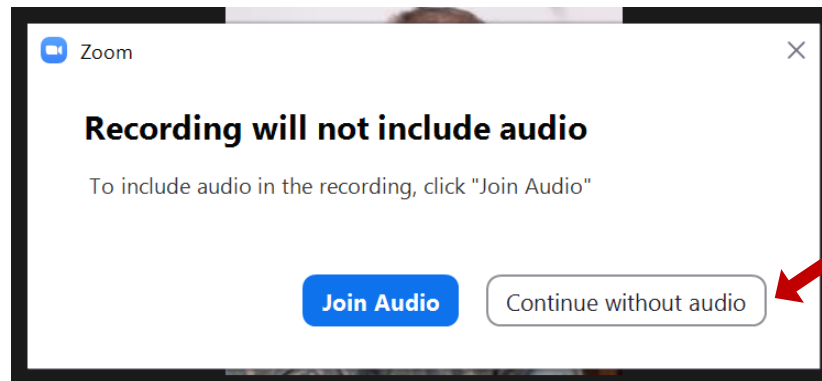 Zoom
Recording will not include audio
To include audio in the recording, click "Join Audio"
Join Audio
Continue without audio